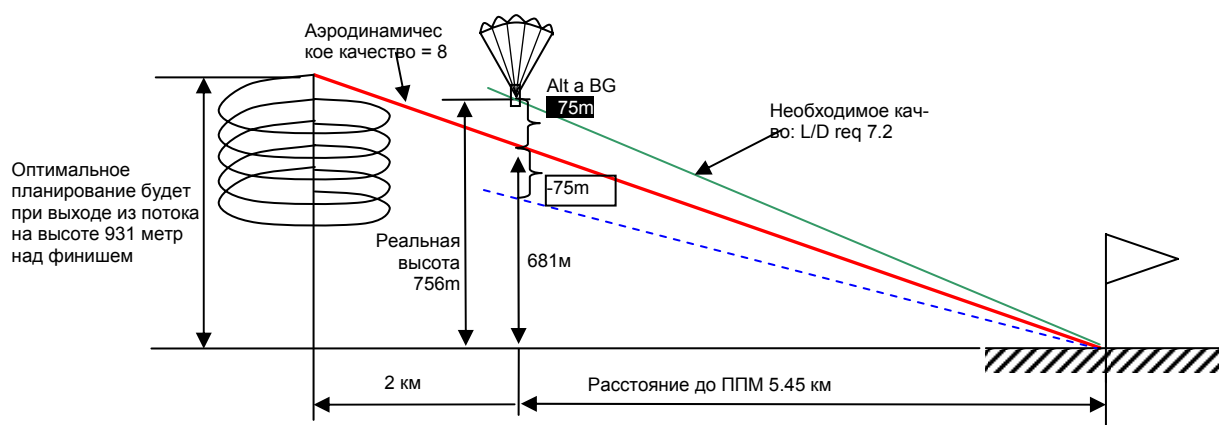 Аэродинамичес
кое качество = 8
Alt a BG
75m
Необходимое кач-
во: L/D req 7.2
Оптимальное
планирование будет
при выходе из потока
на высоте 931 метр
над финишем
-75m
Реальная
высота
756m
681м
2 км
Расстояние до ППМ 5.45 км